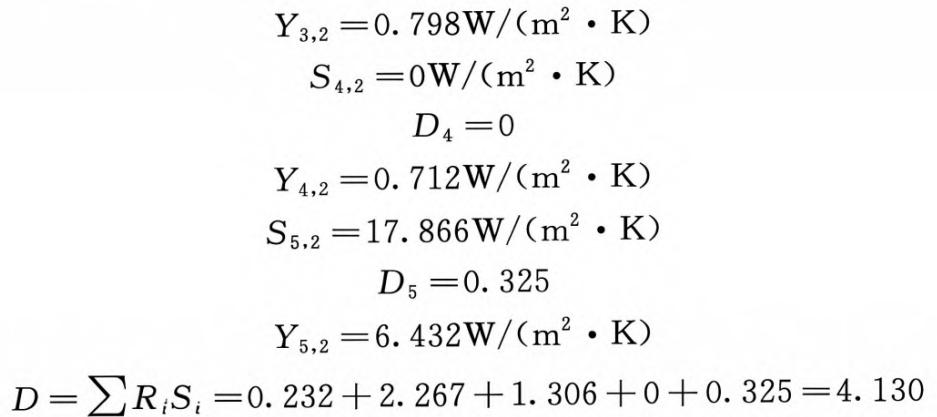 Y₃,₂=0.798W/(m²·K)
S₄,₂=0W/(m²·K)
D₄=0
Y₄,₂=0.712W/(m²·K)
S₅,₂=17.866W/(m²·K)
D₅=0.325
Y₅,₂=6.432W/(m²·K)
D=∑RᵢSᵢ=0.232+2.267+1.306+0+0.325=4.130